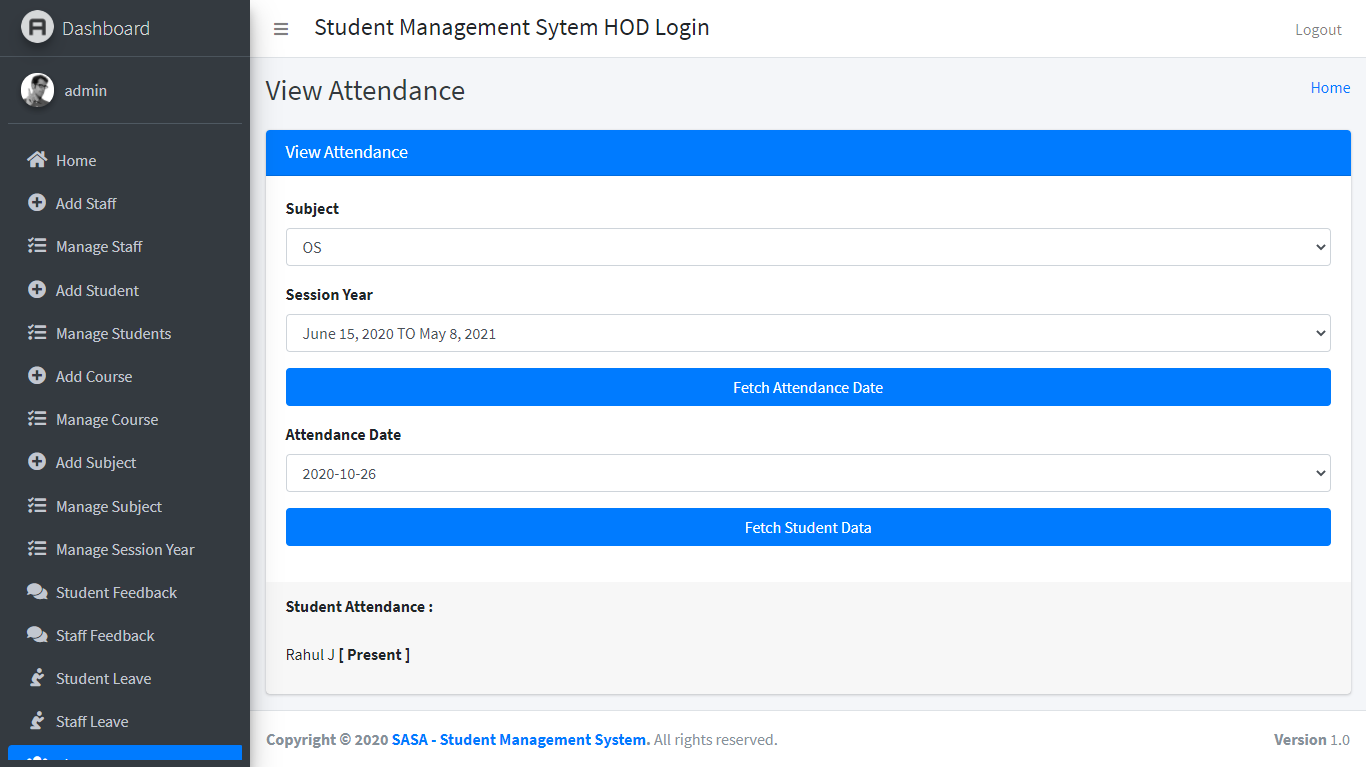 Dashboard
admin
Home
Add Staff
Manage Staff
Add Student
Manage Students
Add Course
Manage Course
Add Subject
Manage Subject
Manage Session Year
Student Feedback
Staff Feedback
Student Leave
Staff Leave
Student Management Sytem HOD Login
Logout
View Attendance
Home
View Attendance
Subject
OS
Session Year
June 15, 2020 TO May 8, 2021
Fetch Attendance Date
Attendance Date
2020-10-26
Fetch Student Data
Student Attendance :
Rahul J [ Present ]
Copyright © 2020 SASA - Student Management System. All rights reserved.
Version 1.0